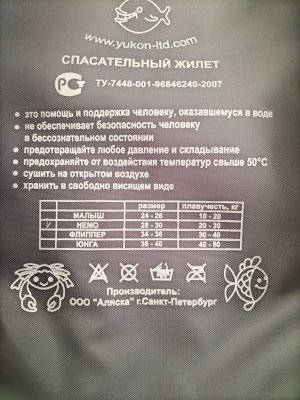 www.yukon-ltd.com
СПАСАТЕЛЬНЫЙ ЖИЛЕТ
РСТ ТУ-7448-001-96846240-2007
• это помощь и поддержка человеку, оказавшемуся в воде
• не обеспечивает безопасность человеку
в бессознательном состоянии
• предотвращайте любое давление и складывание
• предохраняйте от воздействия температур свыше 50°С
• сушить на открытом воздухе
• хранить в свободно висящем виде
размер плавучесть, кг
МАЛЫШ 24 - 26 10 - 20
√ НЕМО 28 - 30 20 - 30
ФЛИППЕР 34 - 36 30 - 40
ЮНГА 38 - 40 40 - 50
Производитель:
ООО "Аляска" г.Санкт-Петербург